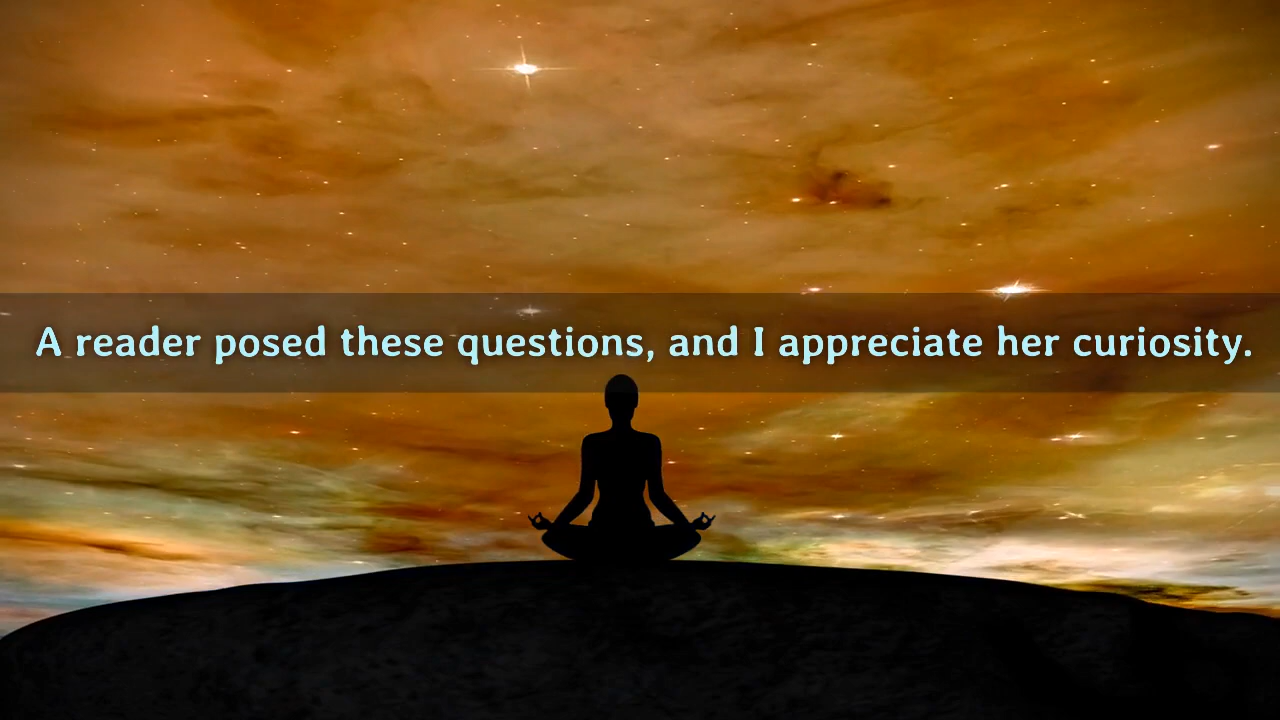 A reader posed these questions, and I appreciate her curiosity.